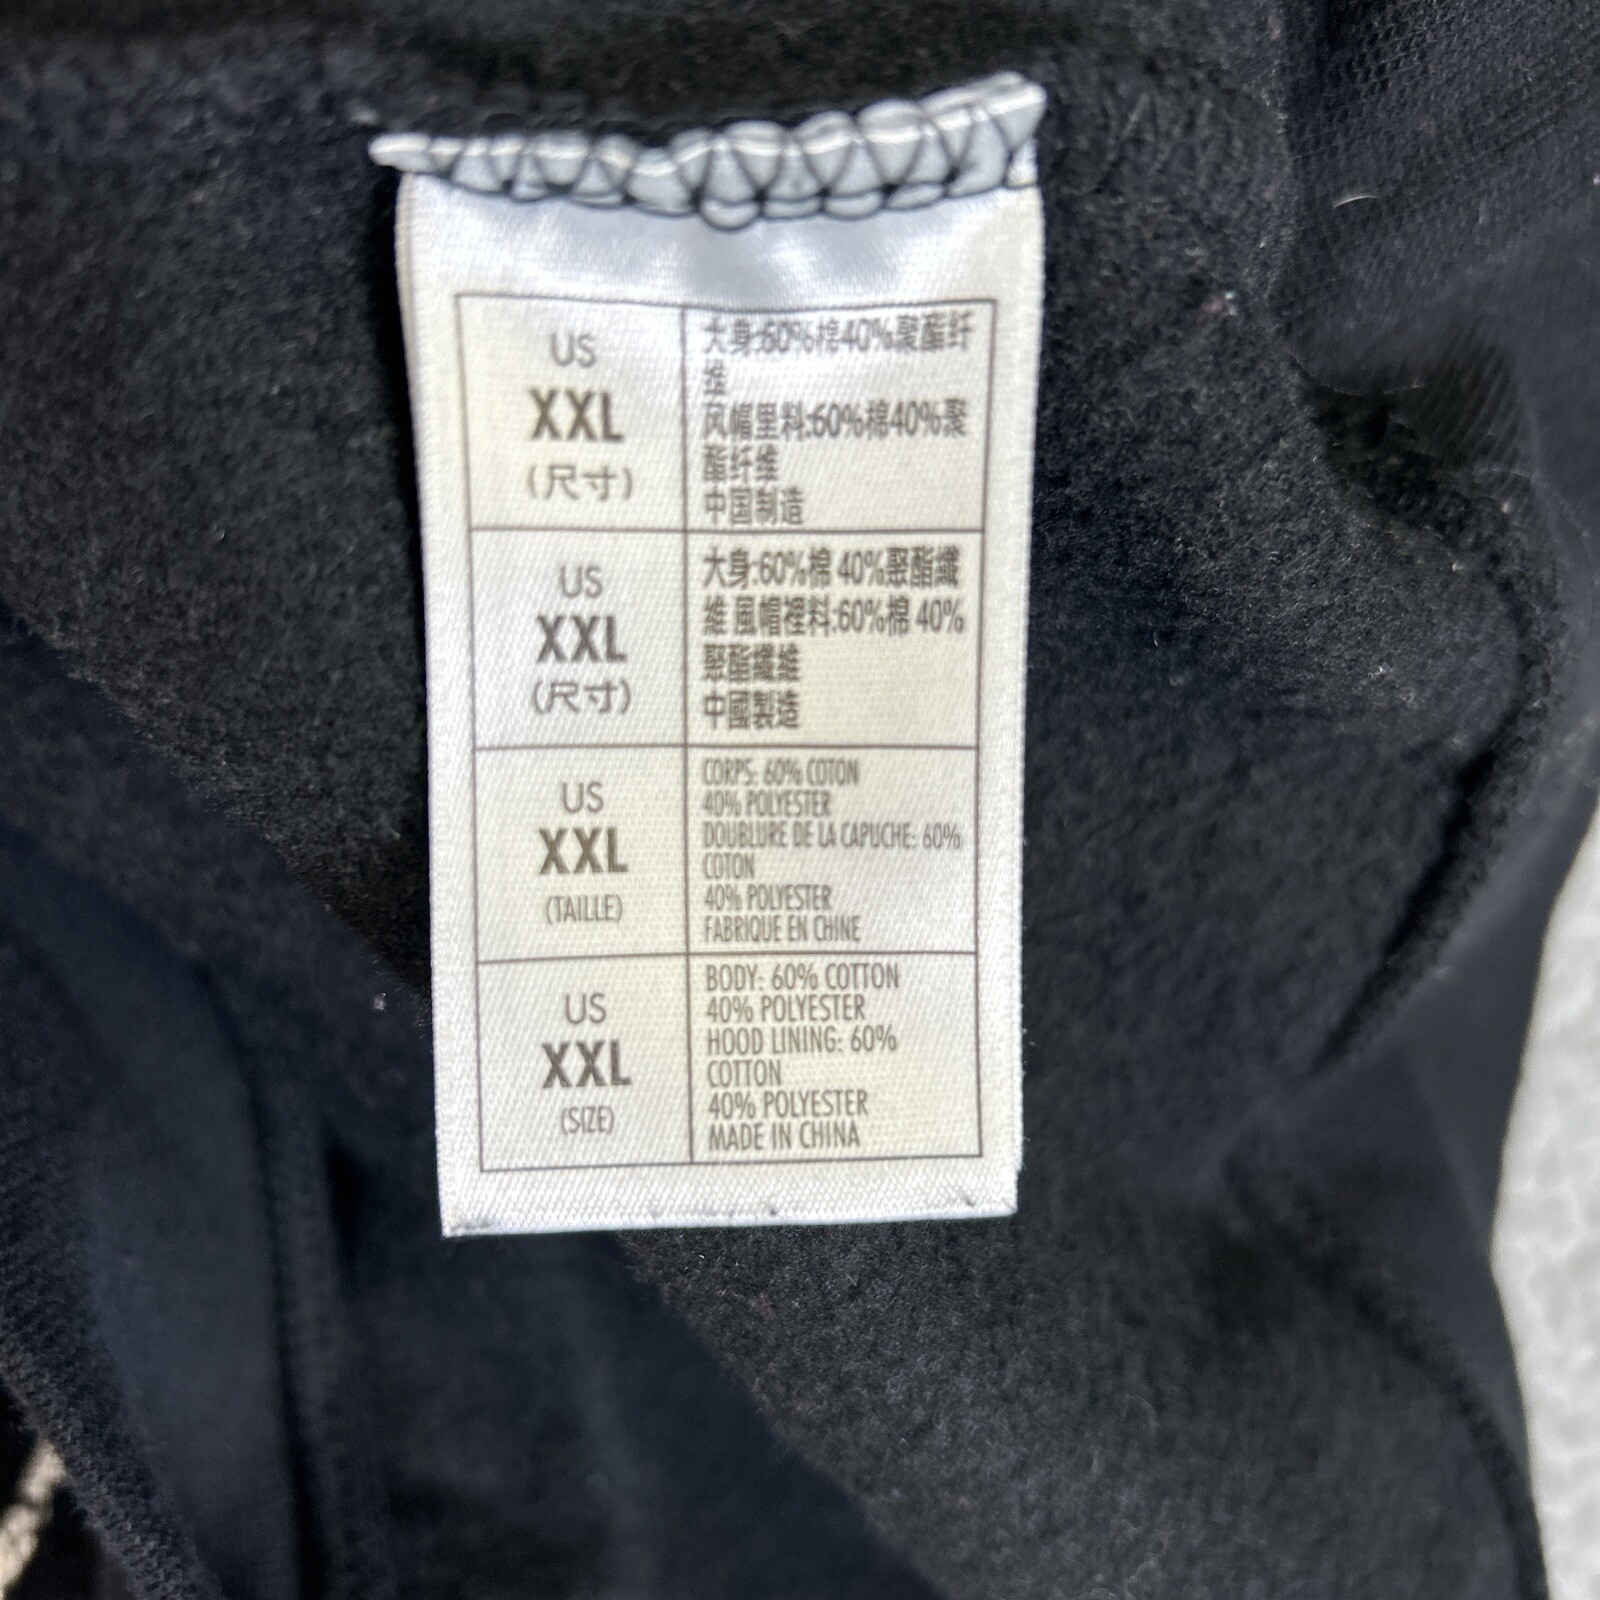 US
XXL
(尺寸)
大身:60%棉40%聚酯纤
维
风帽里料:60%棉40%聚
酯纤维
中国制造
US
XXL
(尺寸)
大身:60%棉 40%聚酯纖
維 風帽裡料:60%棉 40%
聚酯纖維
中國製造
US
XXL
(TAILLE)
CORPS: 60% COTON
40% POLYESTER
DOUBLURE DE LA CAPUCHE: 60%
COTON
40% POLYESTER
FABRIQUE EN CHINE
US
XXL
(SIZE)
BODY: 60% COTTON
40% POLYESTER
HOOD LINING: 60%
COTTON
40% POLYESTER
MADE IN CHINA